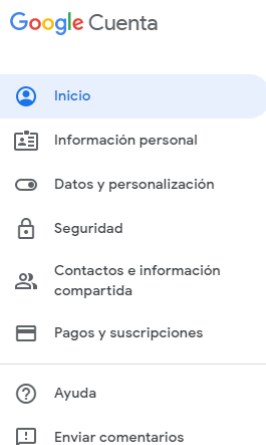 Google Cuenta
Inicio
Información personal
Datos y personalización
Seguridad
Contactos e información
compartida
Pagos y suscripciones
Ayuda
Enviar comentarios